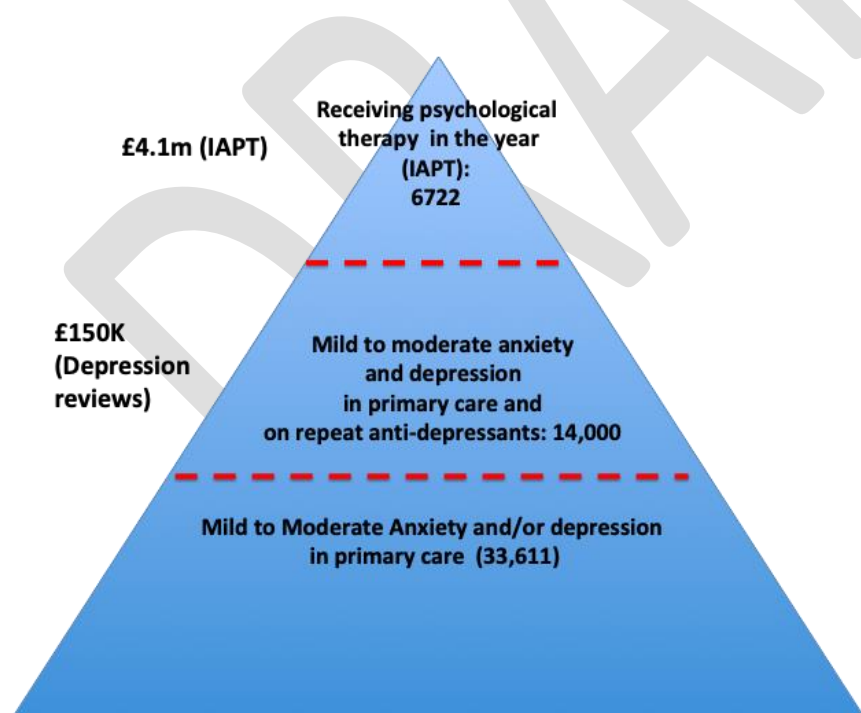 DRAFT
Receiving psychological
therapy in the year
(IAPT):
6722
£4.1m (IAPT)
£150K
(Depression
reviews)
Mild to moderate anxiety
and depression
in primary care and
on repeat anti-depressants: 14,000
Mild to Moderate Anxiety and/or depression
in primary care (33,611)